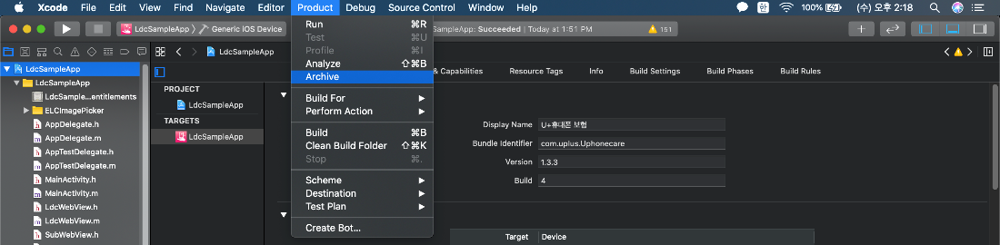 Xcode File Edit View Find Navigate Editor Product Debug Source Control Window Help 한 100% (수) 오후 2:18
LdcSampleApp Generic iOS Device SampleApp: Succeeded | Today at 1:51 PM 151
LdcSampleApp
Run ⌘R
Test ⌘U
Profile ⌘I
Analyze ⇧⌘B
Archive
Build For
Perform Action
Build ⌘B
Clean Build Folder ⇧⌘K
Stop ⌘.
Scheme
Destination
Test Plan
Create Bot...
& Capabilities Resource Tags Info Build Settings Build Phases Build Rules
LdcSampleApp
LdcSampleApp
LdcSample...entitlements
ELCImagePicker
AppDelegate.h
AppDelegate.m
AppTestDelegate.h
AppTestDelegate.m
MainActivity.h
MainActivity.m
LdcWebView.h
LdcWebView.m
SubWebView.h
PROJECT
LdcSampleApp
TARGETS
LdcSampleApp
Display Name U+휴대폰 보험
Bundle Identifier com.uplus.Uphonecare
Version 1.3.3
Build 4
Target Device